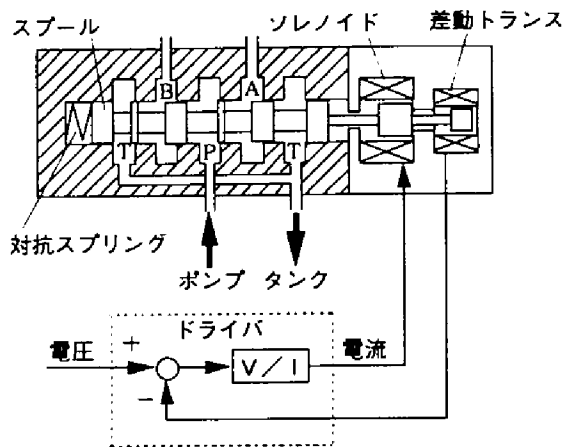 スプール
ソレノイド
差動トランス
B
A
T
P
T
対抗スプリング
ポンプ
タンク
ドライバ
電圧
+
V/I
電流
−